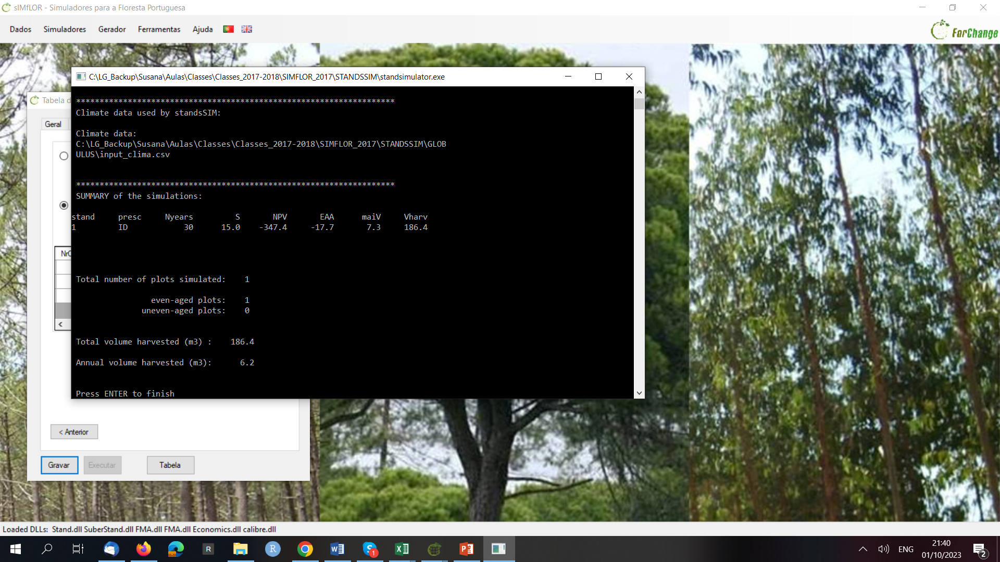 sIMfLOR - Simuladores para a Floresta Portuguesa
Dados Simuladores Gerador Ferramentas Ajuda
ForChange
C:\LG_Backup\Susana\Aulas\Classes\Classes_2017-2018\SIMFLOR_2017\STANDSSIM\standsimulator.exe
Tabela d
Geral
NrO
********************************************************************
Climate data used by standsSIM:
Climate data:
C:\LG_Backup\Susana\Aulas\Classes\Classes_2017-2018\SIMFLOR_2017\STANDSSIM\GLOB
ULUS\input_clima.csv
********************************************************************
SUMMARY of the simulations:
stand presc Nyears S NPV EAA maiV Vharv
1 ID 30 15.0 -347.4 -17.7 7.3 186.4
Total number of plots simulated: 1
even-aged plots: 1
uneven-aged plots: 0
Total volume harvested (m3) : 186.4
Annual volume harvested (m3): 6.2
Press ENTER to finish
< Anterior
Gravar Executar Tabela
Loaded DLLs: Stand.dll SuberStand.dll FMA.dll FMA.dll Economics.dll calibre.dll
ENG
21:40
01/10/2023
2